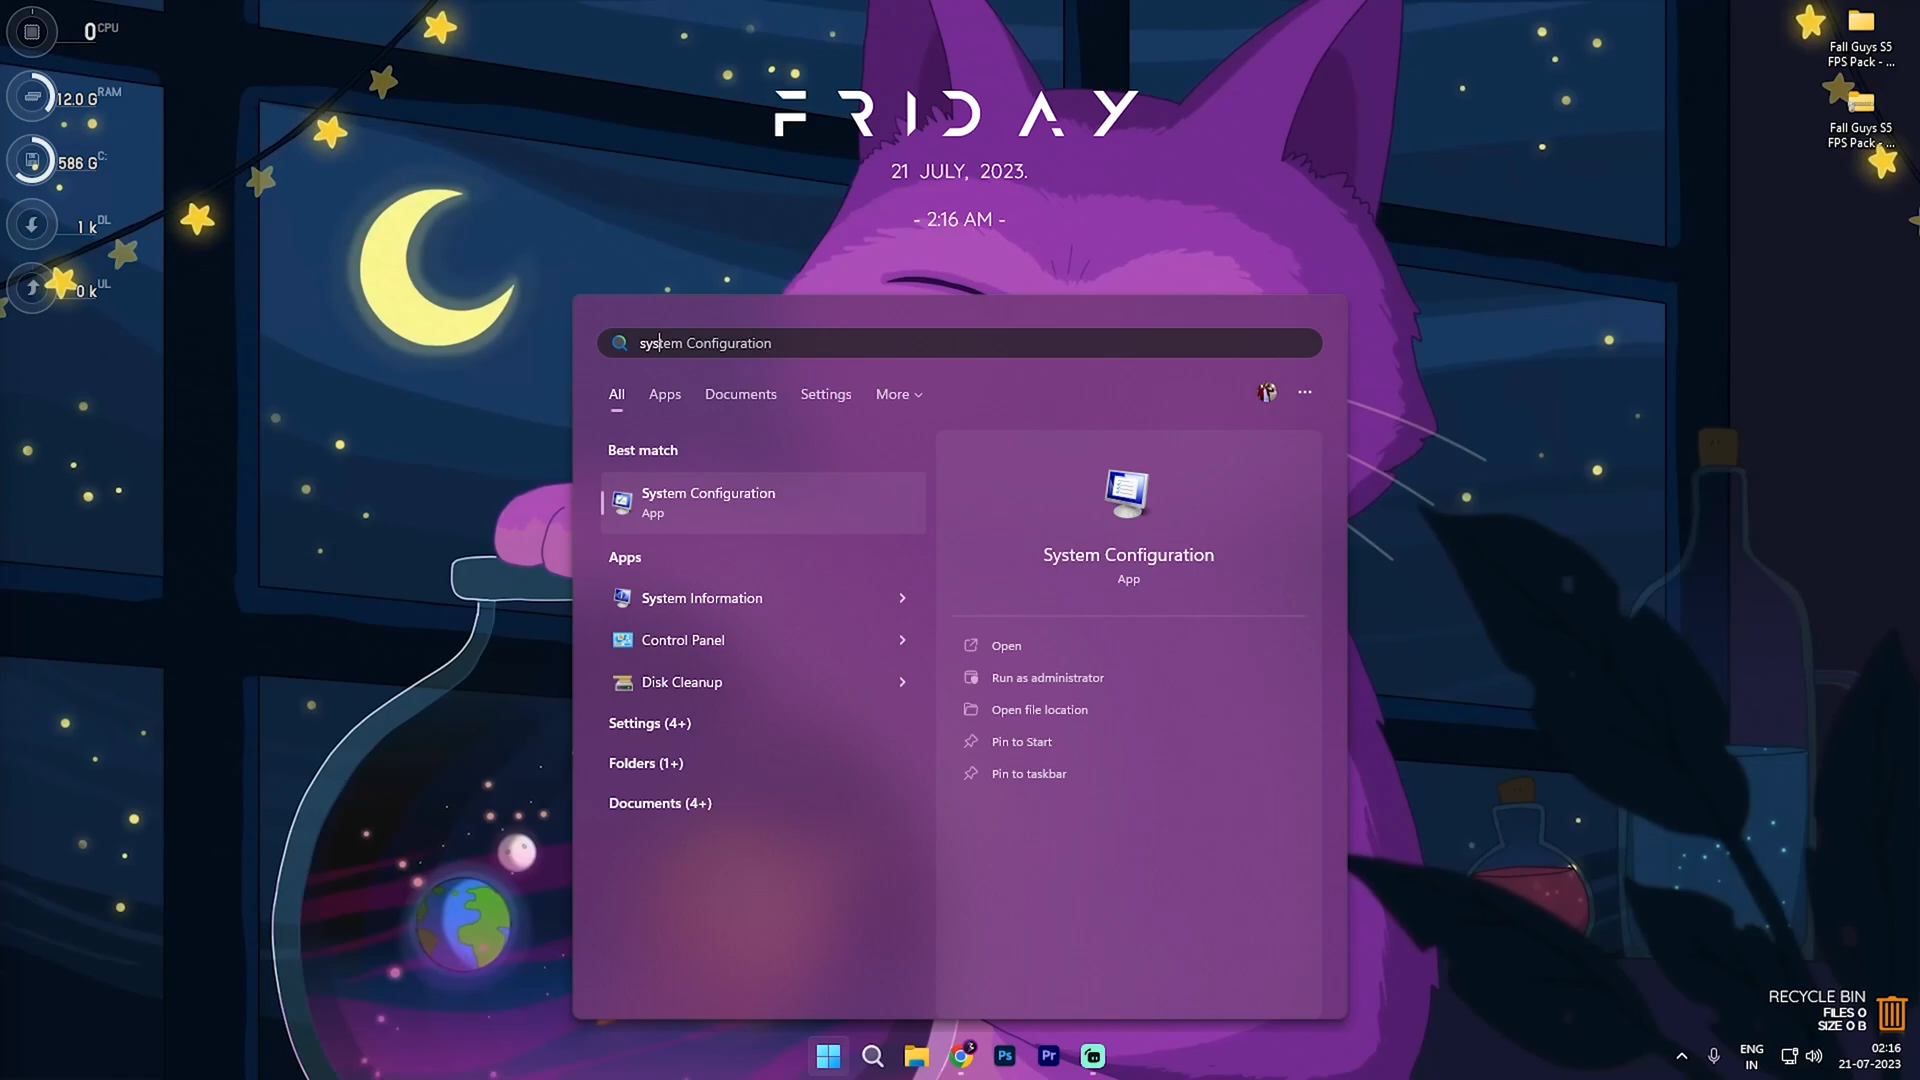 0 CPU
12.0 G RAM
586 G C:
1 k DL
0 k UL
FRIDAY
21 JULY, 2023.
- 2:16 AM -
Fall Guys S5
FPS Pack - ...
Fall Guys S5
FPS Pack - ...
system Configuration
All Apps Documents Settings More
Best match
System Configuration
App
Apps
System Information
Control Panel
Disk Cleanup
Settings (4+)
Folders (1+)
Documents (4+)
System Configuration
App
Open
Run as administrator
Open file location
Pin to Start
Pin to taskbar
RECYCLE BIN
FILES 0
SIZE 0 B
3
Ps
Pr
ENG
IN
02:16
21-07-2023